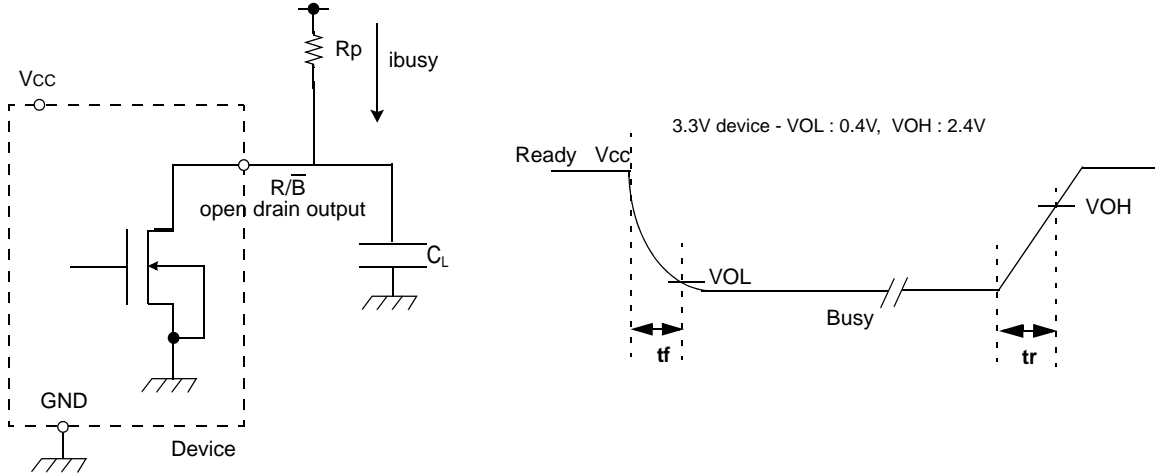 Rp
ibusy
VCC
R/B̅
open drain output
CL
GND
Device
3.3V device - VOL : 0.4V, VOH : 2.4V
Ready Vcc
VOH
VOL
Busy
tf
tr